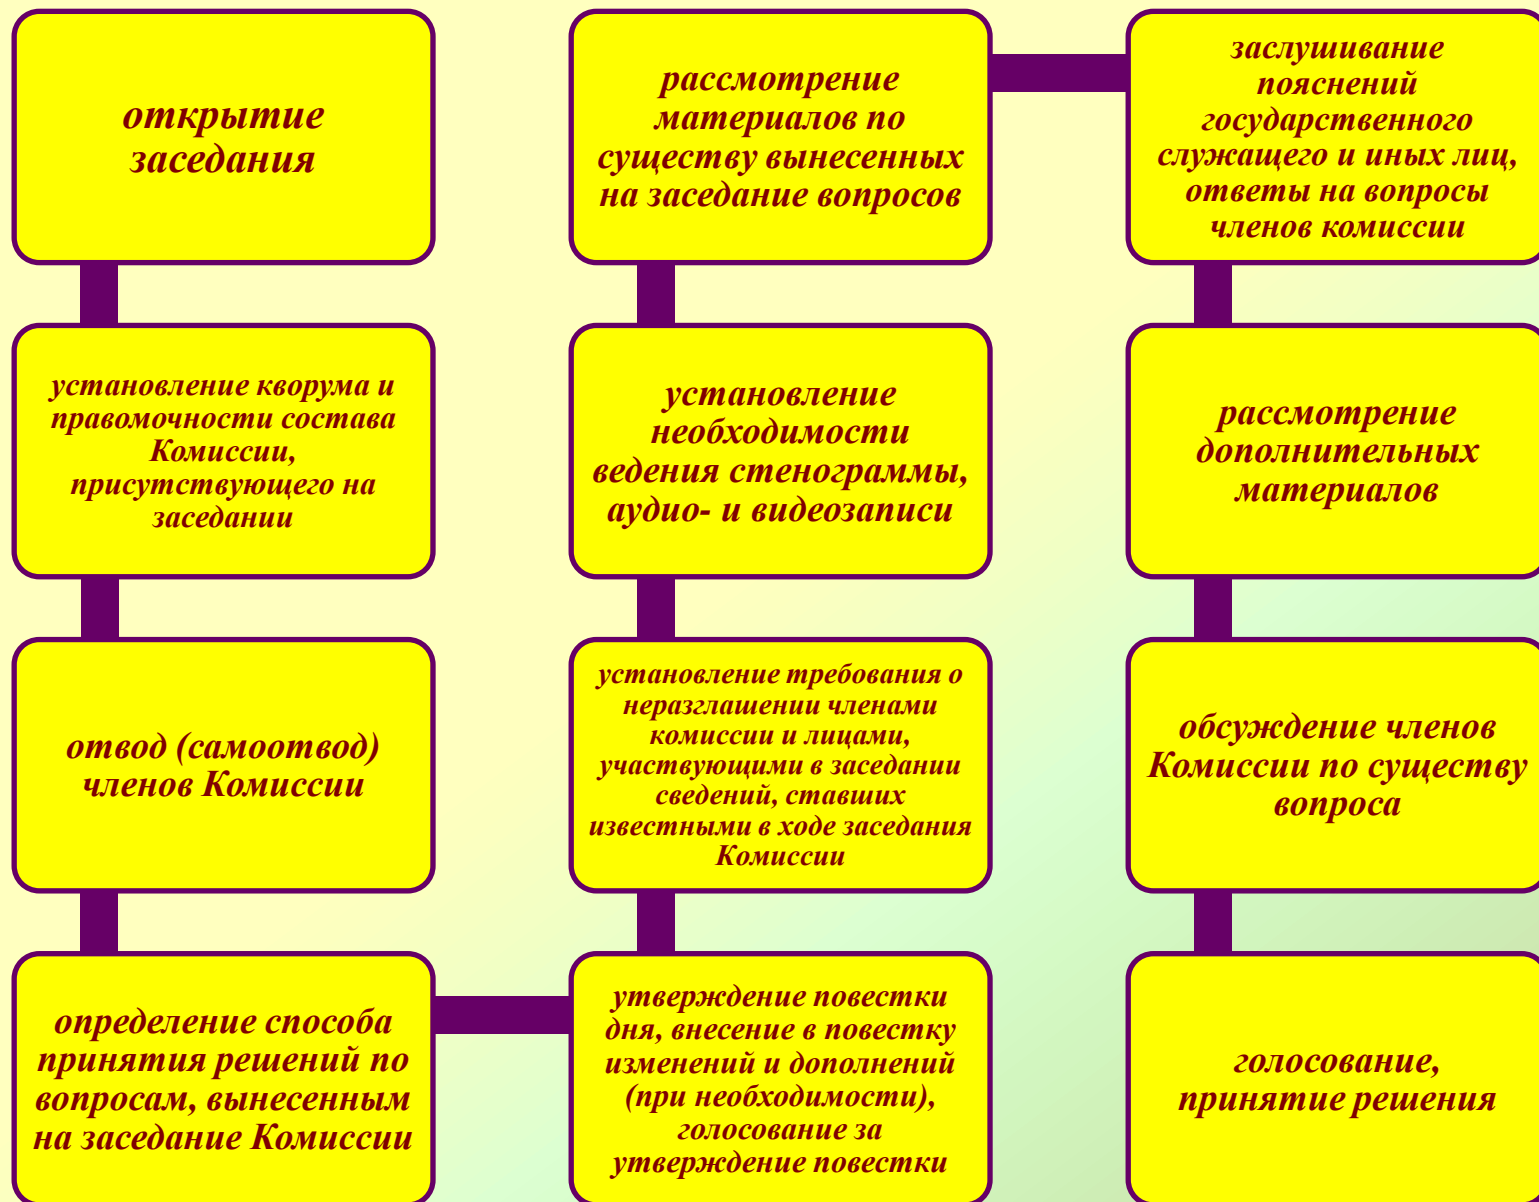 открытие
заседания
установление кворума и
правомочности состава
Комиссии,
присутствующего на
заседании
отвод (самоотвод)
членов Комиссии
определение способа
принятия решений по
вопросам, вынесенным
на заседание Комиссии
утверждение повестки
дня, внесение в повестку
изменений и дополнений
(при необходимости),
голосование за
утверждение повестки
установление требования о
неразглашении членами
комиссии и лицами,
участвующими в заседании
сведений, ставших
известными в ходе заседания
Комиссии
установление
необходимости
ведения стенограммы,
аудио- и видеозаписи
рассмотрение
материалов по
существу вынесенных
на заседание вопросов
заслушивание
пояснений
государственного
служащего и иных лиц,
ответы на вопросы
членов комиссии
рассмотрение
дополнительных
материалов
обсуждение членов
Комиссии по существу
вопроса
голосование,
принятие решения